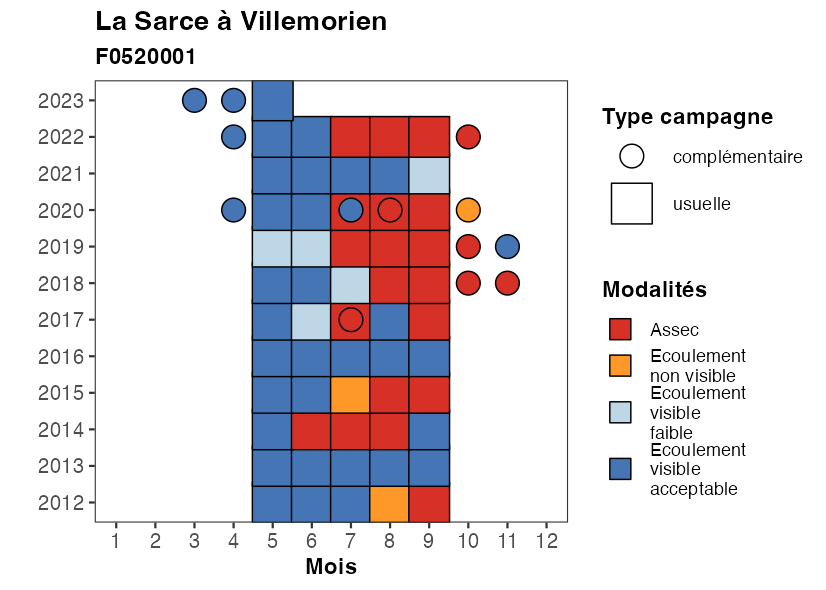 La Sarce à Villemorien
F0520001
2023
2022
2021
2020
2019
2018
2017
2016
2015
2014
2013
2012
1 2 3 4 5 6 7 8 9 10 11 12
Mois
Type campagne
complémentaire
usuelle
Modalités
Assec
Ecoulement
non visible
Ecoulement
visible
faible
Ecoulement
visible
acceptable